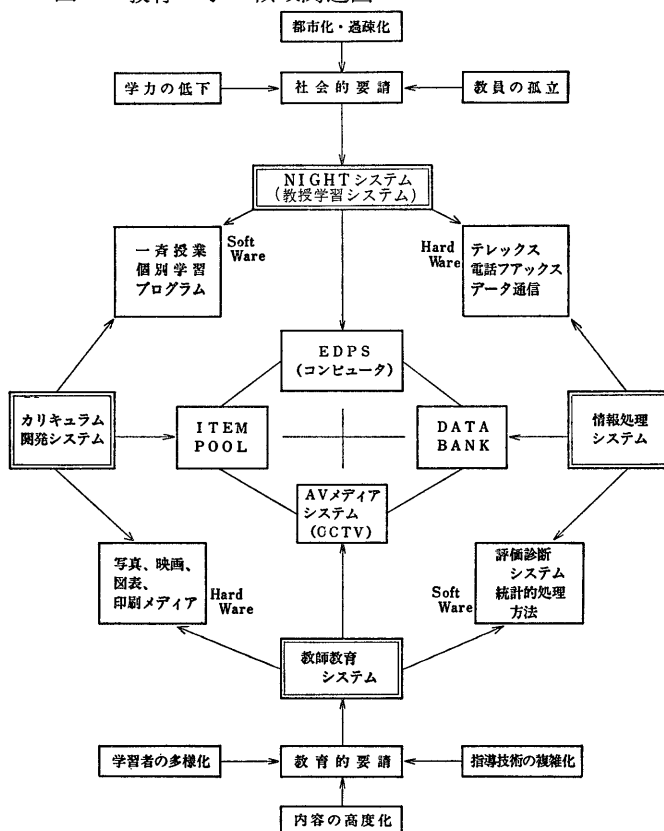 都市化・過疎化
学力の低下
社会的要請
教員の孤立
NIGHTシステム
(教授学習システム)
一斉授業
個別学習
プログラム
Soft
Ware
Hard
Ware
テレックス
電話フアックス
データ通信
EDPS
(コンピュータ)
カリキュラム
開発システム
ITEM
POOL
DATA
BANK
情報処理
システム
AVメディア
システム
(CCTV)
写真、映画、
図表、
印刷メディア
Hard
Ware
Soft
Ware
評価診断
システム
統計的処理
方法
教師教育
システム
学習者の多様化
教育的要請
指導技術の複雑化
内容の高度化